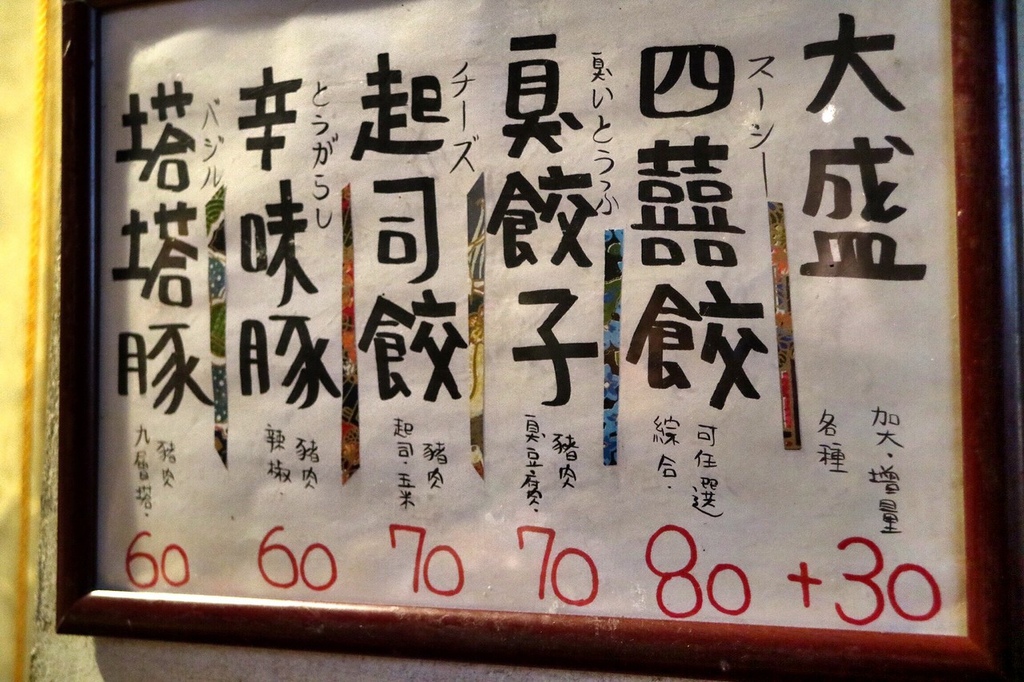 大盛
加大·增量
各種
+30
スーシー
四囍餃
可任選
綜合·
80
臭いとうふ
臭餃子
豬肉
臭豆腐·
70
チーズ
起司餃
豬肉
起司·玉米
70
とうがらし
辛味豚
豬肉
辣椒·
60
バジル
塔塔豚
豬肉
九層塔·
60